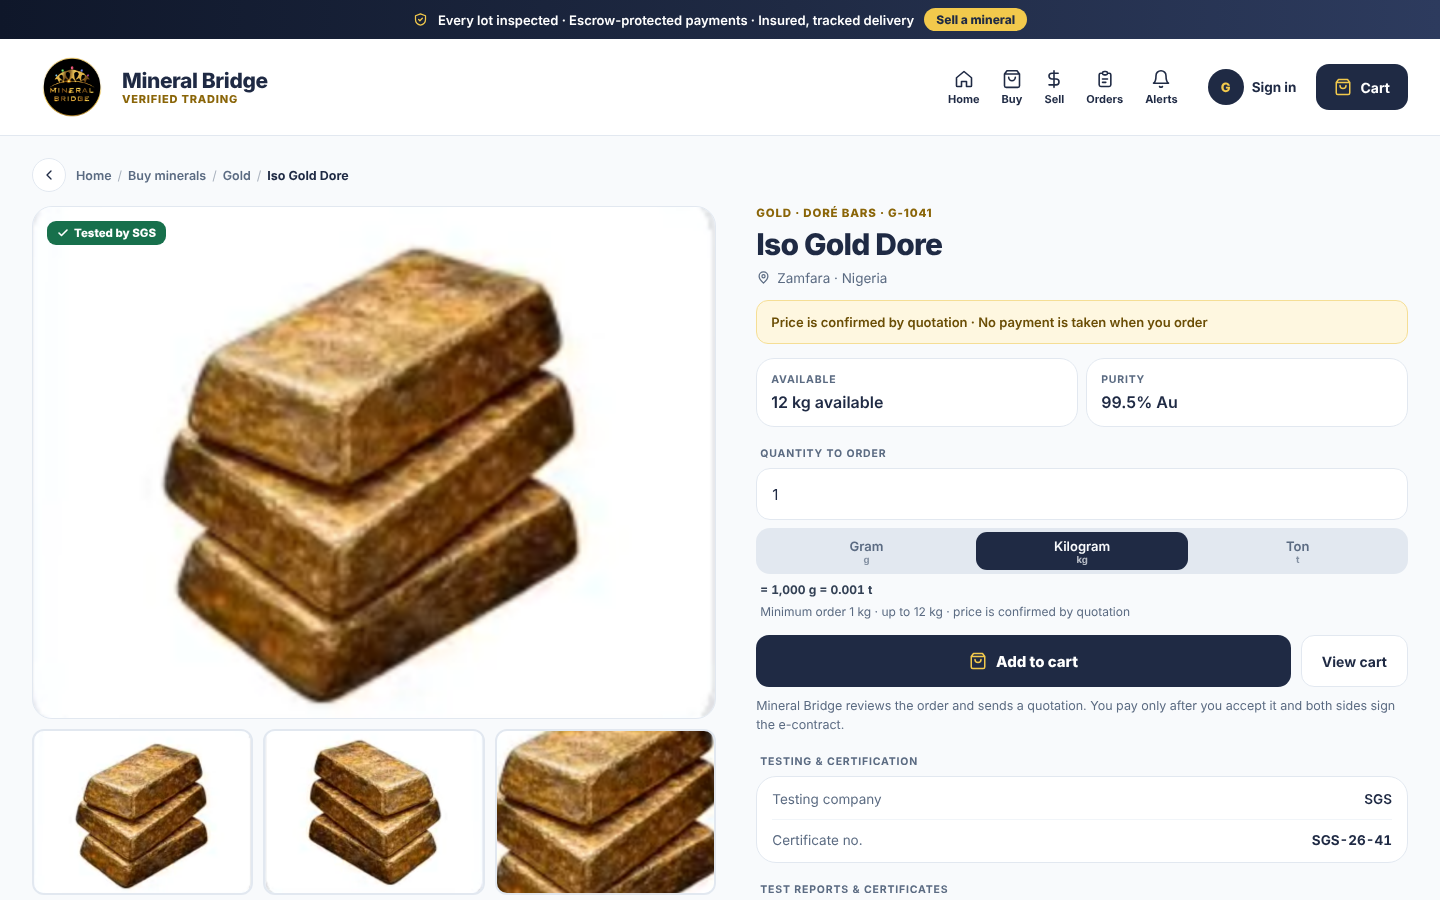 Every lot inspected · Escrow-protected payments · Insured, tracked delivery
Sell a mineral
MINERAL
BRIDGE
Mineral Bridge
VERIFIED TRADING
Home
Buy
Sell
Orders
Alerts
G
Sign in
Cart
Home / Buy minerals / Gold / Iso Gold Dore
Tested by SGS
GOLD · DORÉ BARS · G-1041
Iso Gold Dore
Zamfara · Nigeria
Price is confirmed by quotation · No payment is taken when you order
AVAILABLE
12 kg available
PURITY
99.5% Au
QUANTITY TO ORDER
1
Gram
g
Kilogram
kg
Ton
t
= 1,000 g = 0.001 t
Minimum order 1 kg · up to 12 kg · price is confirmed by quotation
Add to cart
View cart
Mineral Bridge reviews the order and sends a quotation. You pay only after you accept it and both sides sign
the e-contract.
TESTING & CERTIFICATION
Testing company
SGS
Certificate no.
SGS-26-41
TEST REPORTS & CERTIFICATES